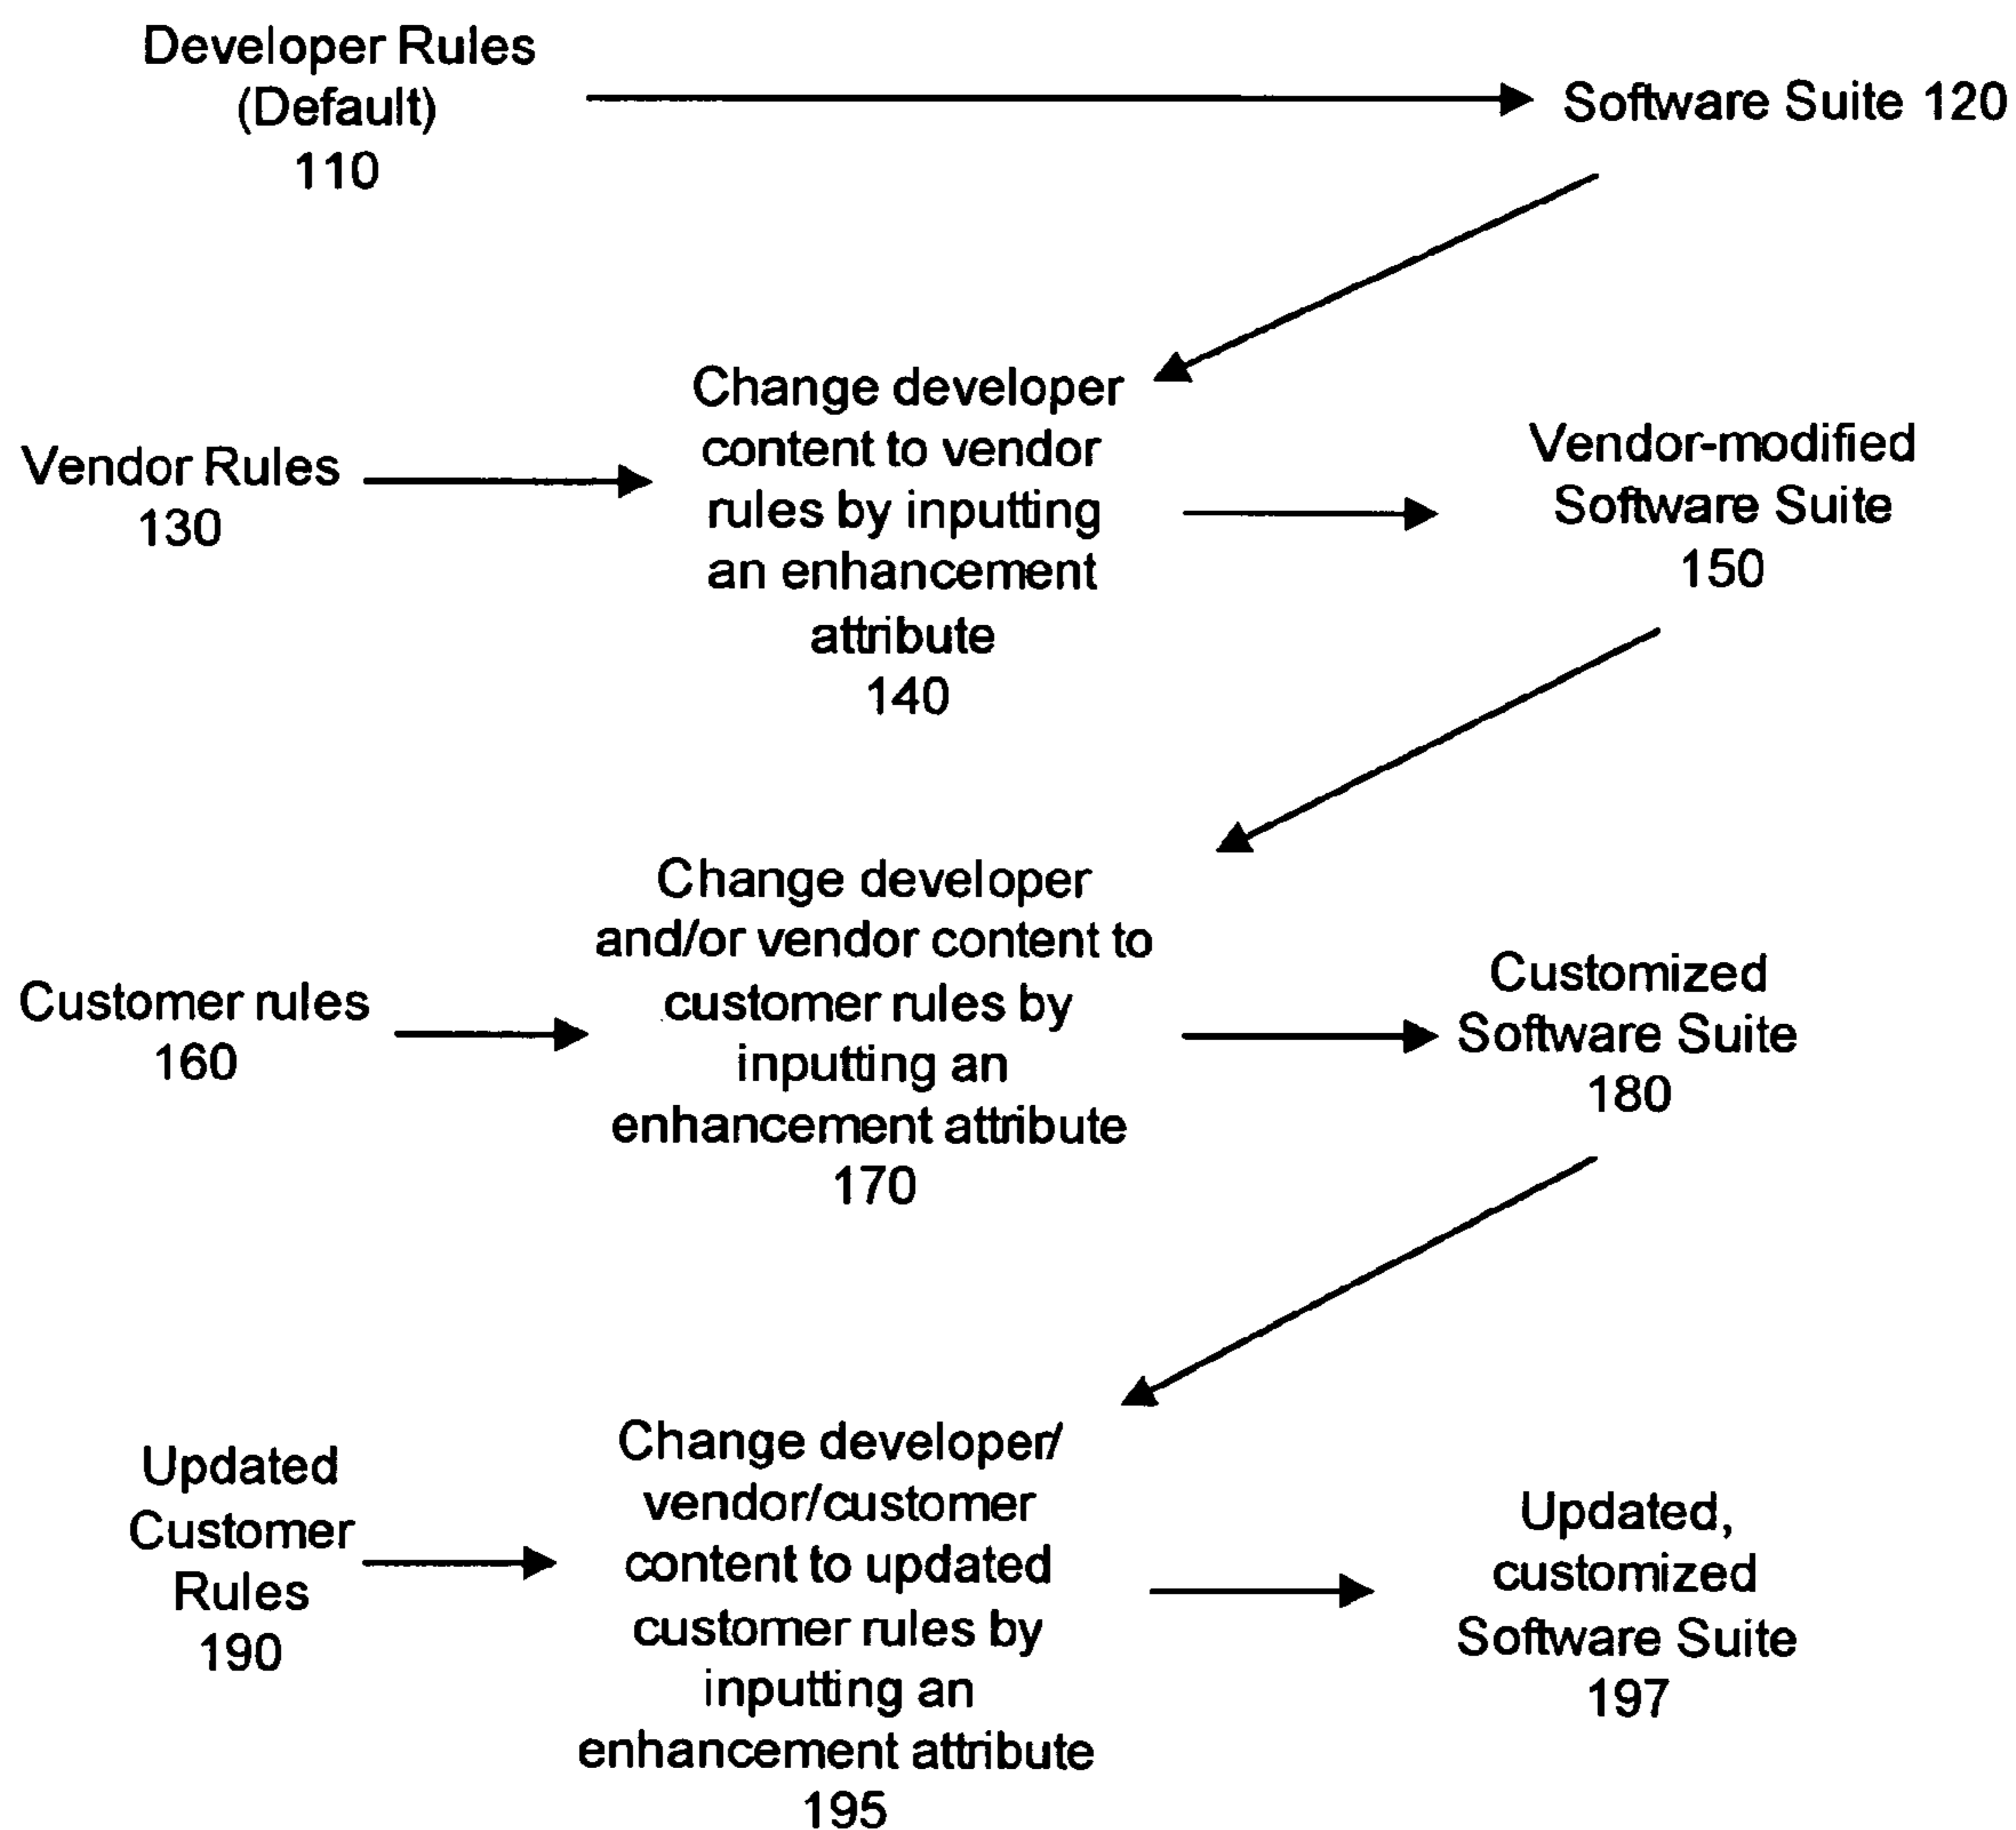 Developer Rules
(Default)
110
Software Suite 120
Vendor Rules
130
Change developer
content to vendor
rules by inputting
an enhancement
attribute
140
Vendor-modified
Software Suite
150
Customer rules
160
Change developer
and/or vendor content to
customer rules by
inputting an
enhancement attribute
170
Customized
Software Suite
180
Updated
Customer
Rules
190
Change developer/
vendor/customer
content to updated
customer rules by
inputting an
enhancement attribute
195
Updated,
customized
Software Suite
197